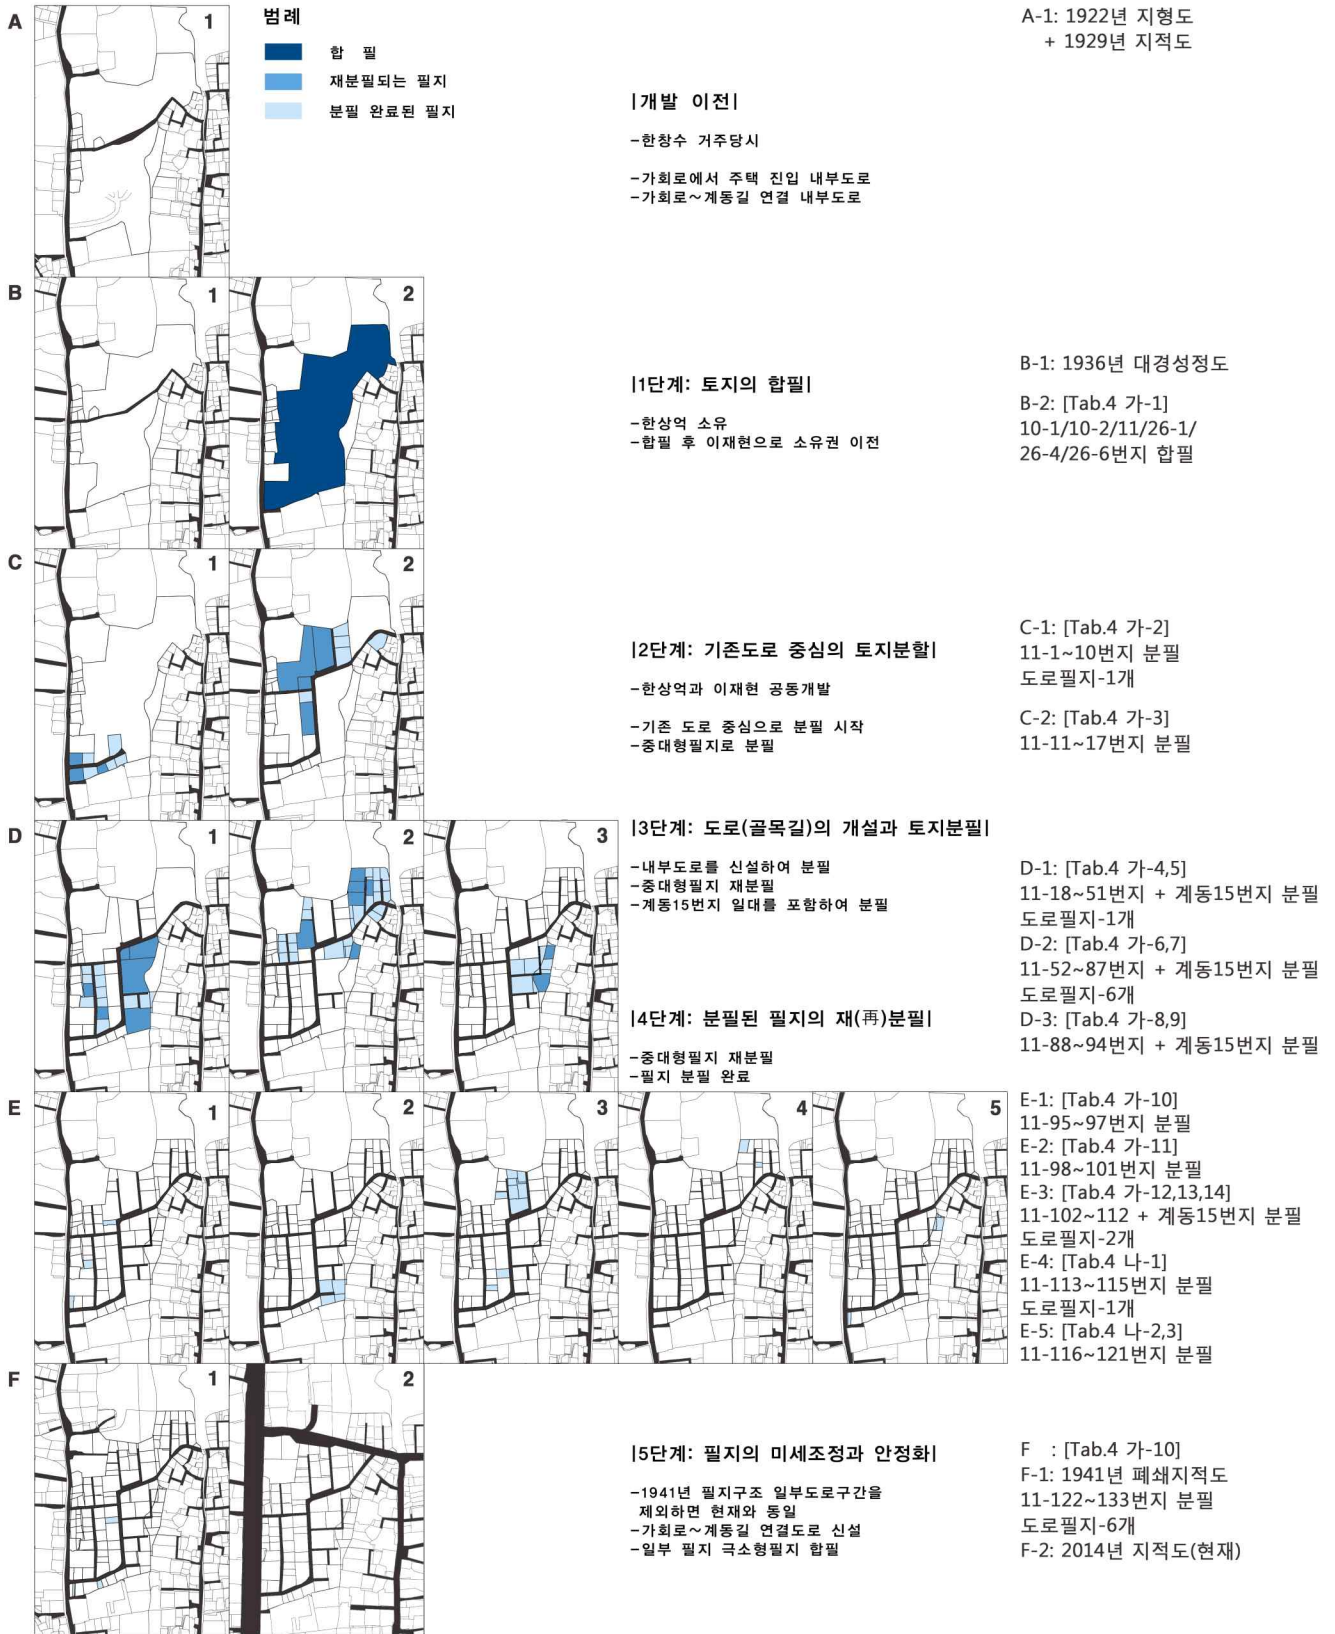 A
1
범례
합 필
재분필되는 필지
분필 완료된 필지
|개발 이전|
-한창수 거주당시
-가회로에서 주택 진입 내부도로
-가회로~계동길 연결 내부도로
A-1: 1922년 지형도
+ 1929년 지적도
B
1
2
|1단계: 토지의 합필|
-한상억 소유
-합필 후 이재현으로 소유권 이전
B-1: 1936년 대경성정도
B-2: [Tab.4 가-1]
10-1/10-2/11/26-1/
26-4/26-6번지 합필
C
1
2
|2단계: 기존도로 중심의 토지분할|
-한상억과 이재현 공동개발
-기존 도로 중심으로 분필 시작
-중대형필지로 분필
C-1: [Tab.4 가-2]
11-1~10번지 분필
도로필지-1개
C-2: [Tab.4 가-3]
11-11~17번지 분필
D
1
2
3
|3단계: 도로(골목길)의 개설과 토지분필|
-내부도로를 신설하여 분필
-중대형필지 재분필
-계동15번지 일대를 포함하여 분필
D-1: [Tab.4 가-4,5]
11-18~51번지 + 계동15번지 분필
도로필지-1개
D-2: [Tab.4 가-6,7]
11-52~87번지 + 계동15번지 분필
도로필지-6개
D-3: [Tab.4 가-8,9]
11-88~94번지 + 계동15번지 분필
|4단계: 분필된 필지의 재(再)분필|
-중대형필지 재분필
-필지 분필 완료
E
1
2
3
4
5
E-1: [Tab.4 가-10]
11-95~97번지 분필
E-2: [Tab.4 가-11]
11-98~101번지 분필
E-3: [Tab.4 가-12,13,14]
11-102~112 + 계동15번지 분필
도로필지-2개
E-4: [Tab.4 나-1]
11-113~115번지 분필
도로필지-1개
E-5: [Tab.4 나-2,3]
11-116~121번지 분필
F
1
2
|5단계: 필지의 미세조정과 안정화|
-1941년 필지구조 일부도로구간을
제외하면 현재와 동일
-가회로~계동길 연결도로 신설
-일부 필지 극소형필지 합필
F : [Tab.4 가-10]
F-1: 1941년 폐쇄지적도
11-122~133번지 분필
도로필지-6개
F-2: 2014년 지적도(현재)